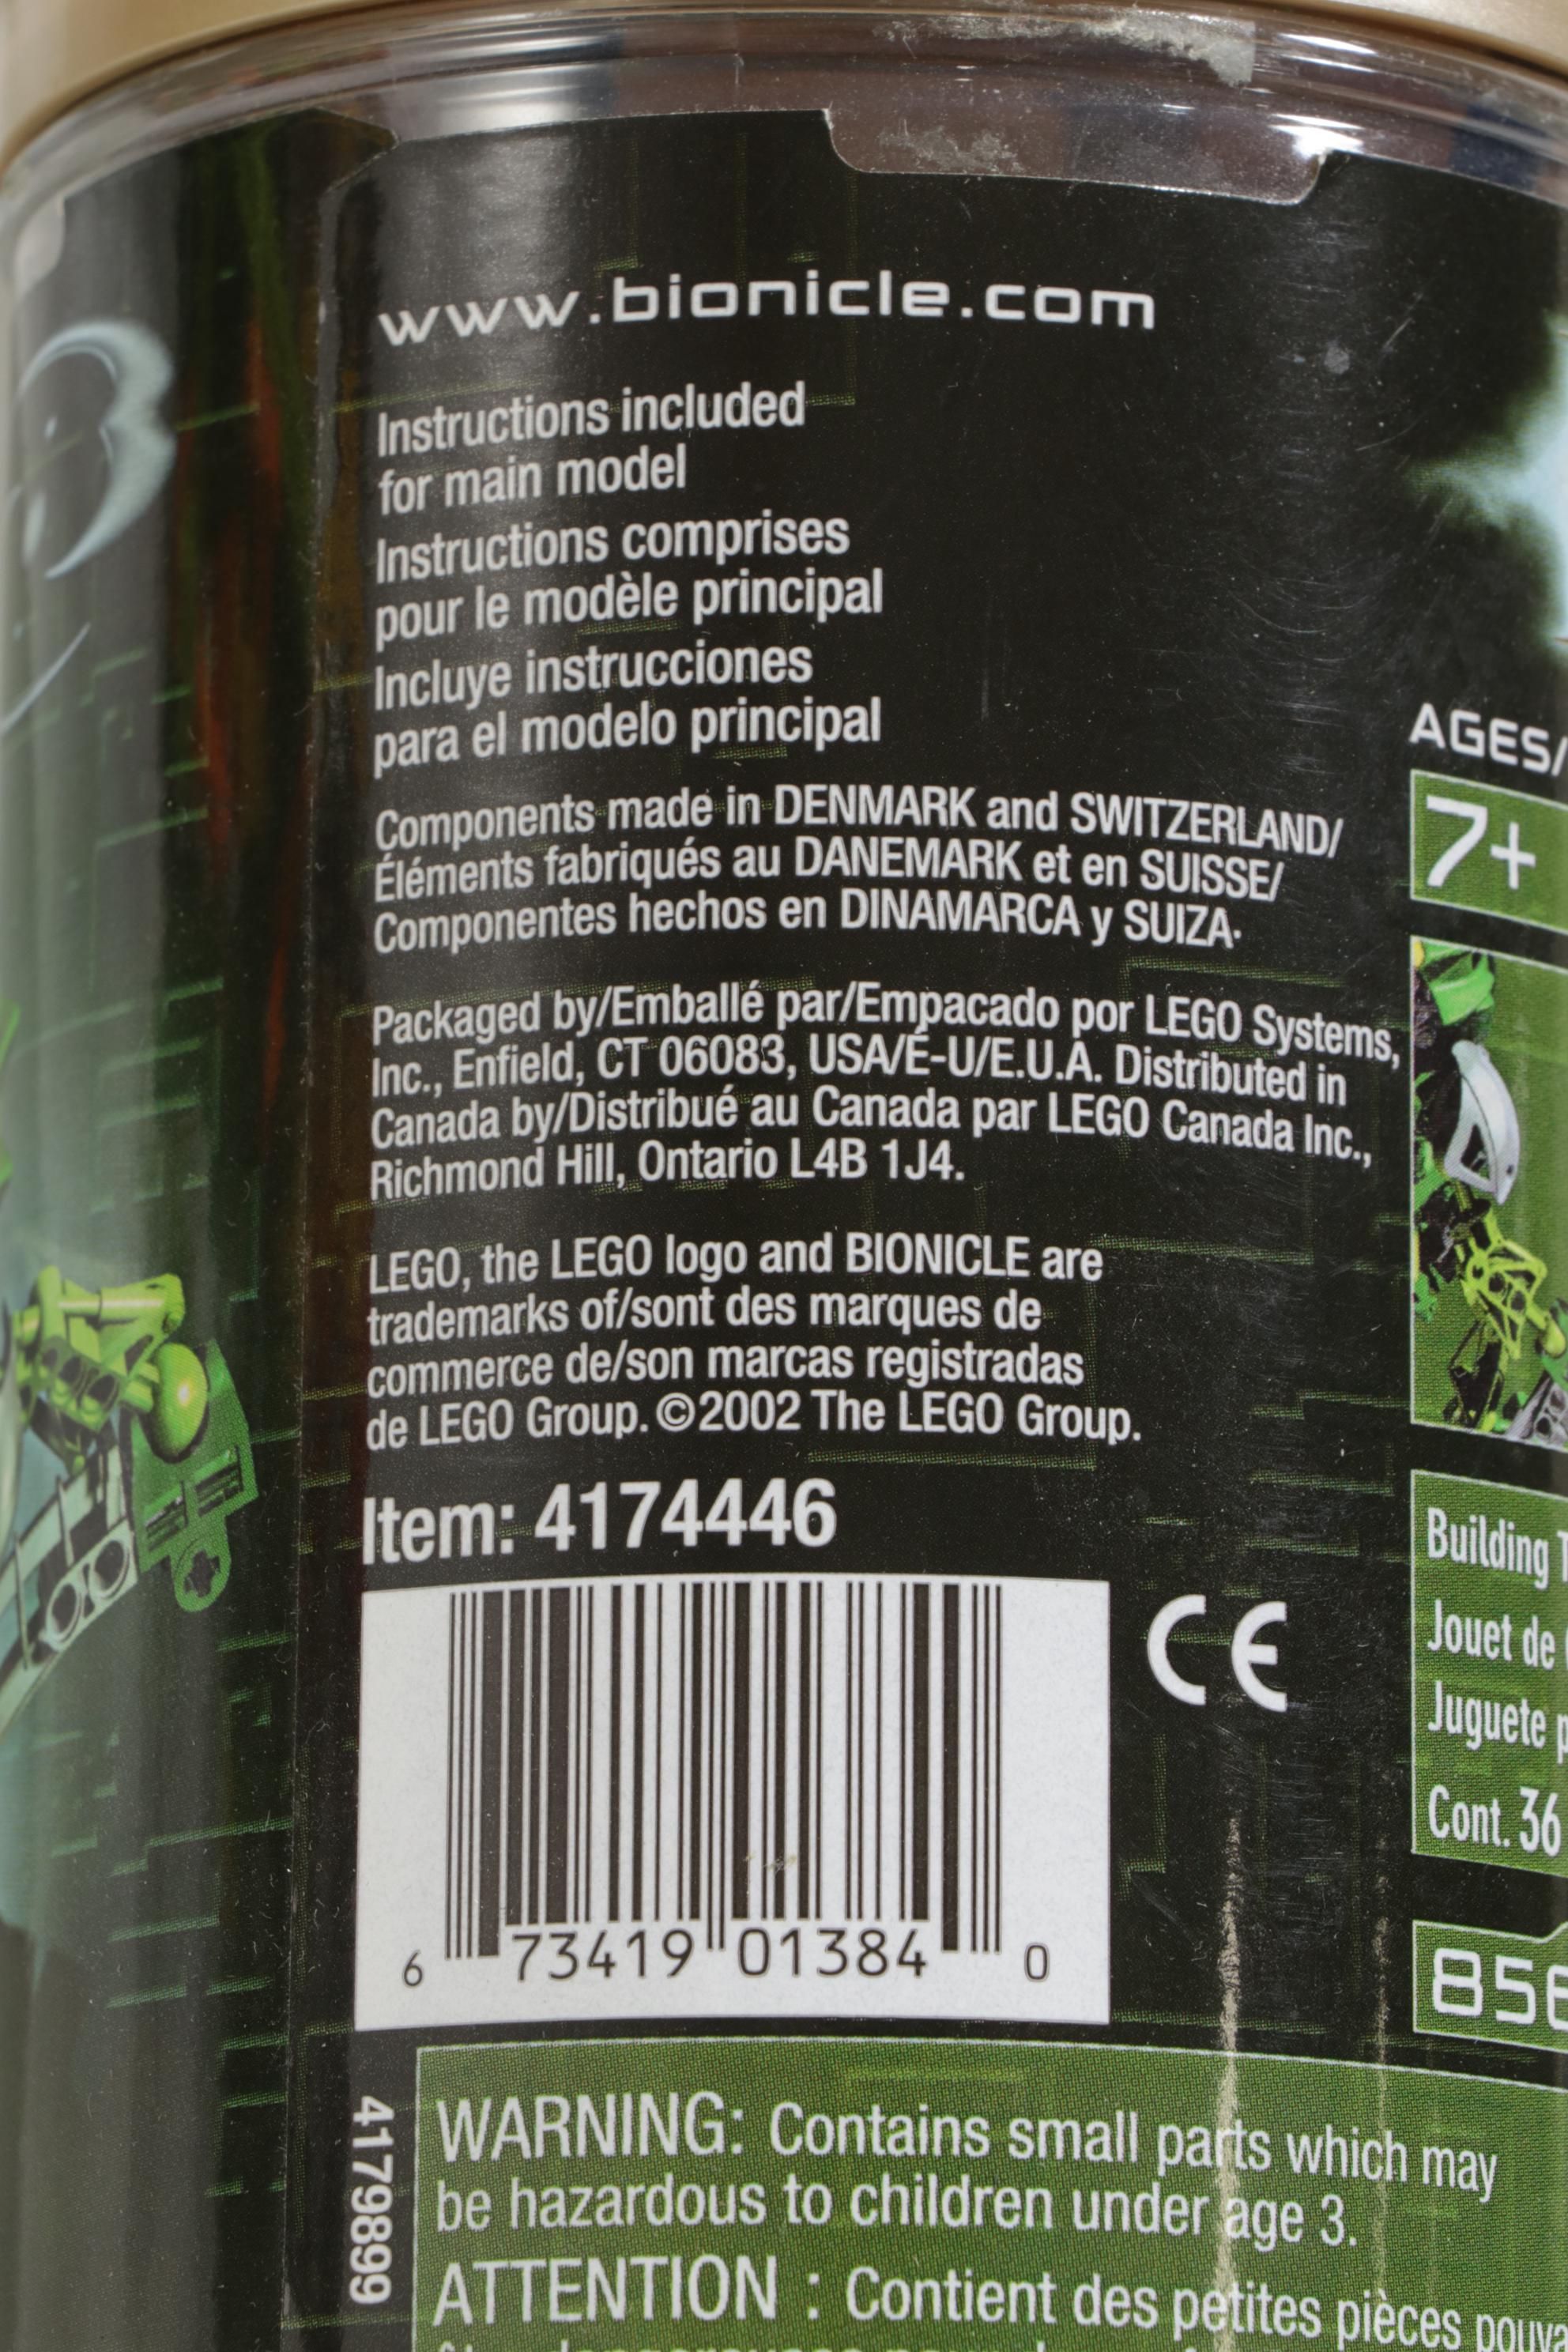 www.bionicle.com
Instructions included
for main model
Instructions comprises
pour le modèle principal
Incluye instrucciones
para el modelo principal
Components made in DENMARK and SWITZERLAND/
Éléments fabriqués au DANEMARK et en SUISSE/
Componentes hechos en DINAMARCA y SUIZA.
Packaged by/Emballé par/Empacado por LEGO Systems,
Inc., Enfield, CT 06083, USA/É-U/E.U.A. Distributed in
Canada by/Distribué au Canada par LEGO Canada Inc.,
Richmond Hill, Ontario L4B 1J4.
LEGO, the LEGO logo and BIONICLE are
trademarks of/sont des marques de
commerce de/son marcas registradas
de LEGO Group. ©2002 The LEGO Group.
Item: 4174446
CE
6 73419 01384 0
4179899
WARNING: Contains small parts which may
be hazardous to children under age 3.
ATTENTION : Contient des petites pièces
AGES/
7+
Building
Jouet de
Juguete
Cont. 36